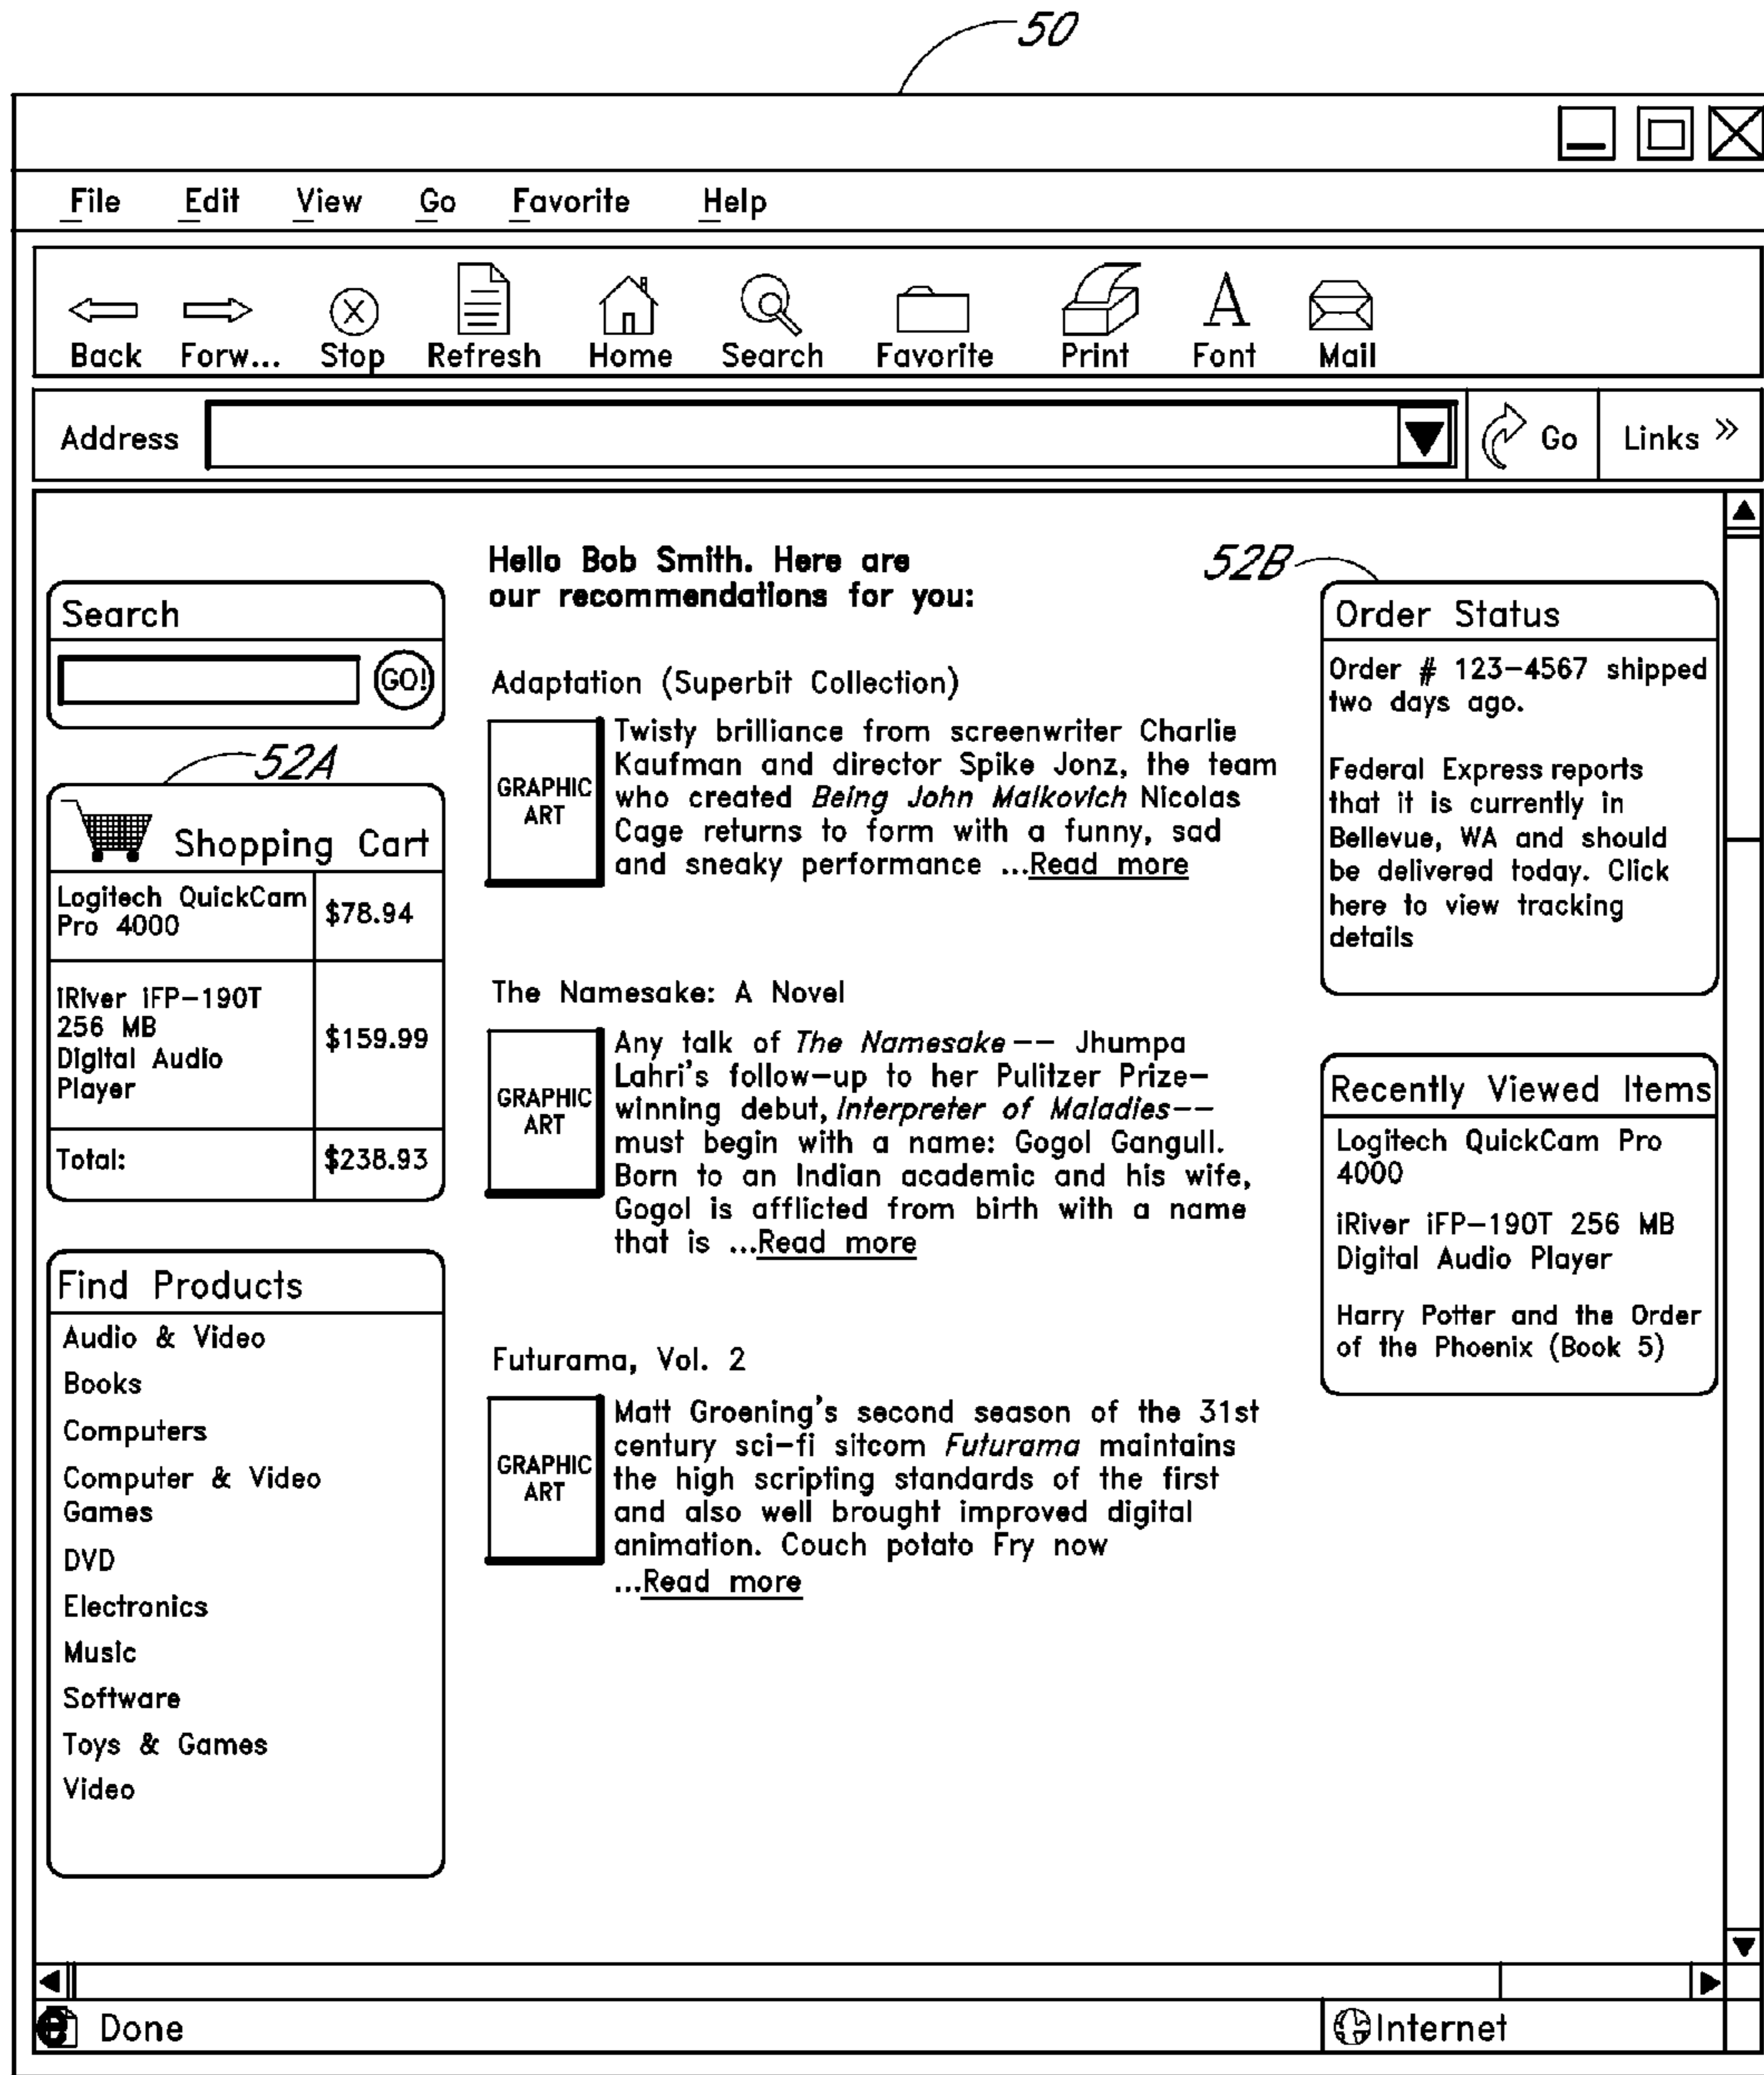 50
File Edit View Go Favorite Help
Back Forw... Stop Refresh Home Search Favorite Print Font Mail
Address
Go
Links »
Search
GO!
52A
Shopping Cart
Logitech QuickCam
Pro 4000
$78.94
iRiver iFP-190T
256 MB
Digital Audio
Player
$159.99
Total:
$238.93
Find Products
Audio & Video
Books
Computers
Computer & Video
Games
DVD
Electronics
Music
Software
Toys & Games
Video
Hello Bob Smith. Here are
our recommendations for you:
Adaptation (Superbit Collection)
GRAPHIC
ART
Twisty brilliance from screenwriter Charlie
Kaufman and director Spike Jonz, the team
who created Being John Malkovich Nicolas
Cage returns to form with a funny, sad
and sneaky performance ...Read more
The Namesake: A Novel
GRAPHIC
ART
Any talk of The Namesake-- Jhumpa
Lahri's follow-up to her Pulitzer Prize-
winning debut, Interpreter of Maladies--
must begin with a name: Gogol Gangull.
Born to an Indian academic and his wife,
Gogol is afflicted from birth with a name
that is ...Read more
Futurama, Vol. 2
GRAPHIC
ART
Matt Groening's second season of the 31st
century sci-fi sitcom Futurama maintains
the high scripting standards of the first
and also well brought improved digital
animation. Couch potato Fry now
...Read more
52B
Order Status
Order # 123-4567 shipped
two days ago.
Federal Express reports
that it is currently in
Bellevue, WA and should
be delivered today. Click
here to view tracking
details
Recently Viewed Items
Logitech QuickCam Pro
4000
iRiver iFP-190T 256 MB
Digital Audio Player
Harry Potter and the Order
of the Phoenix (Book 5)
Done
Internet